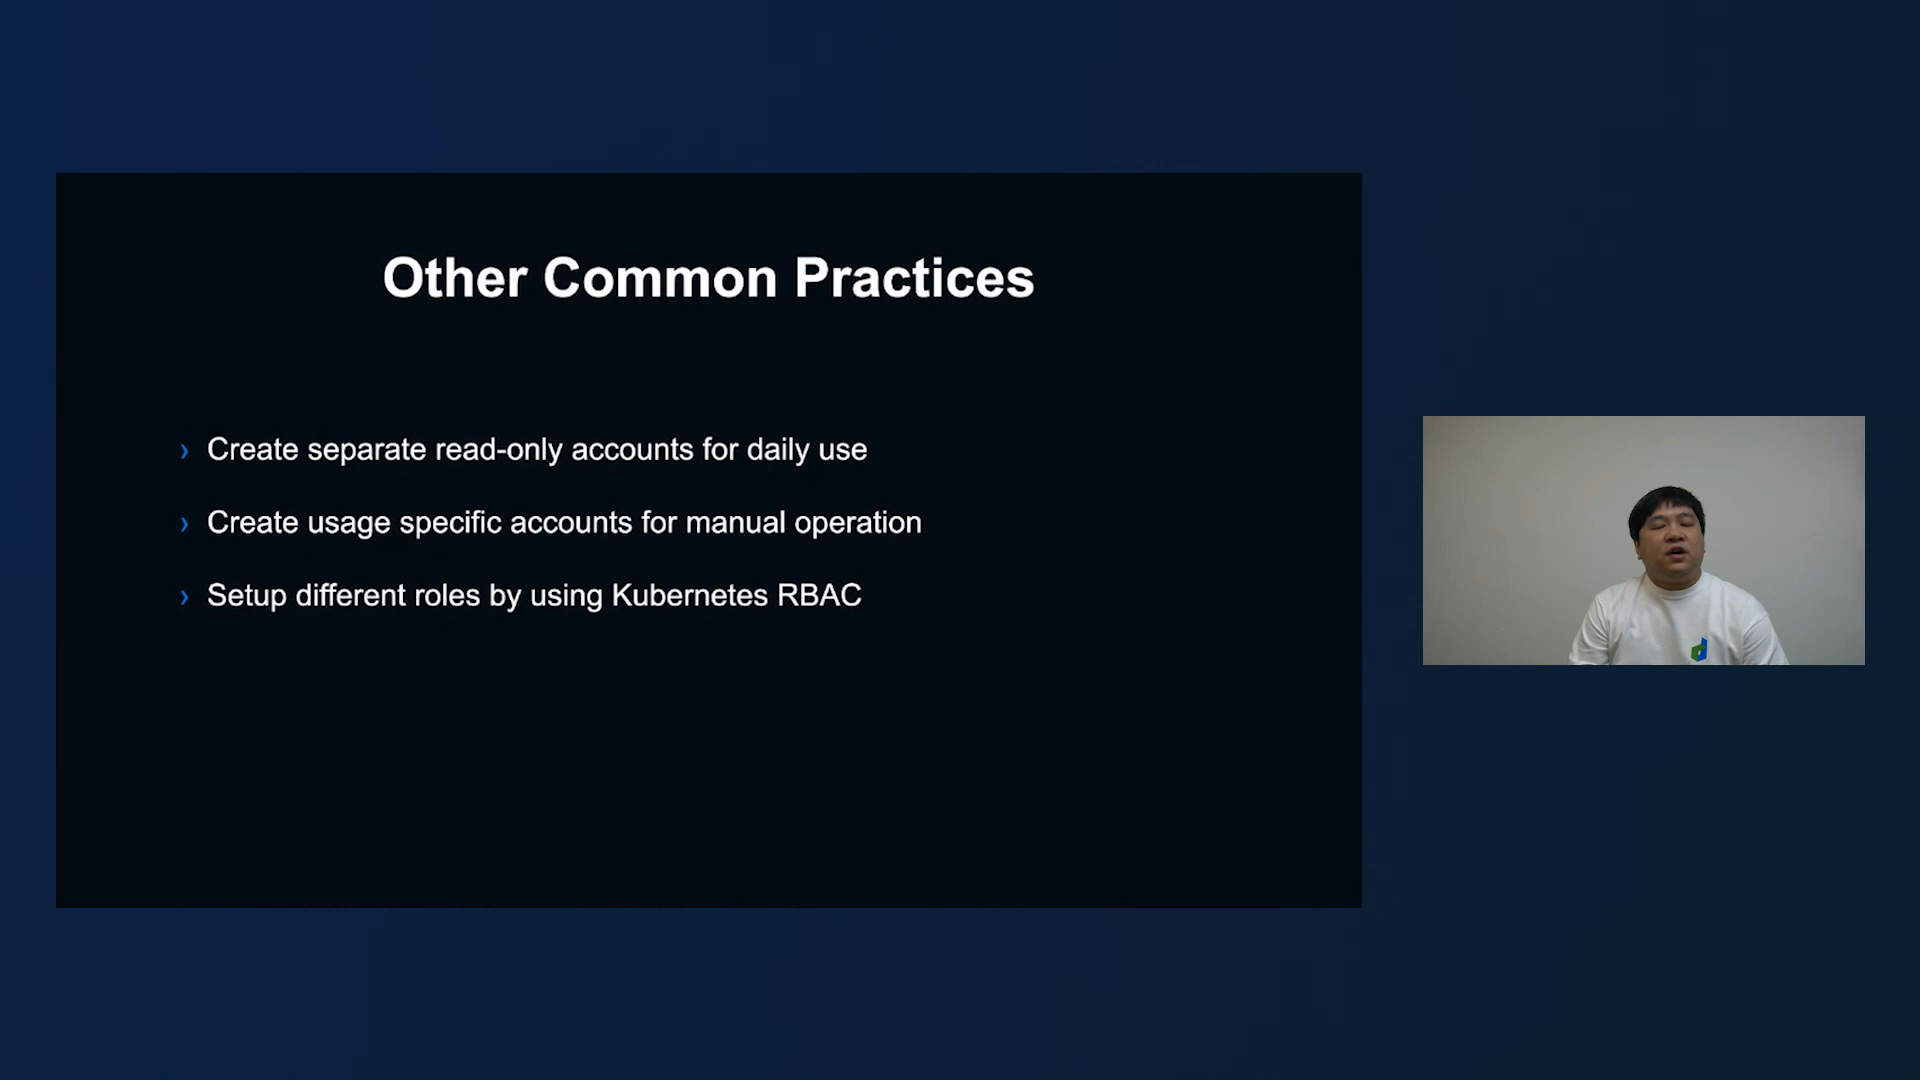 Other Common Practices
› Create separate read-only accounts for daily use
› Create usage specific accounts for manual operation
› Setup different roles by using Kubernetes RBAC